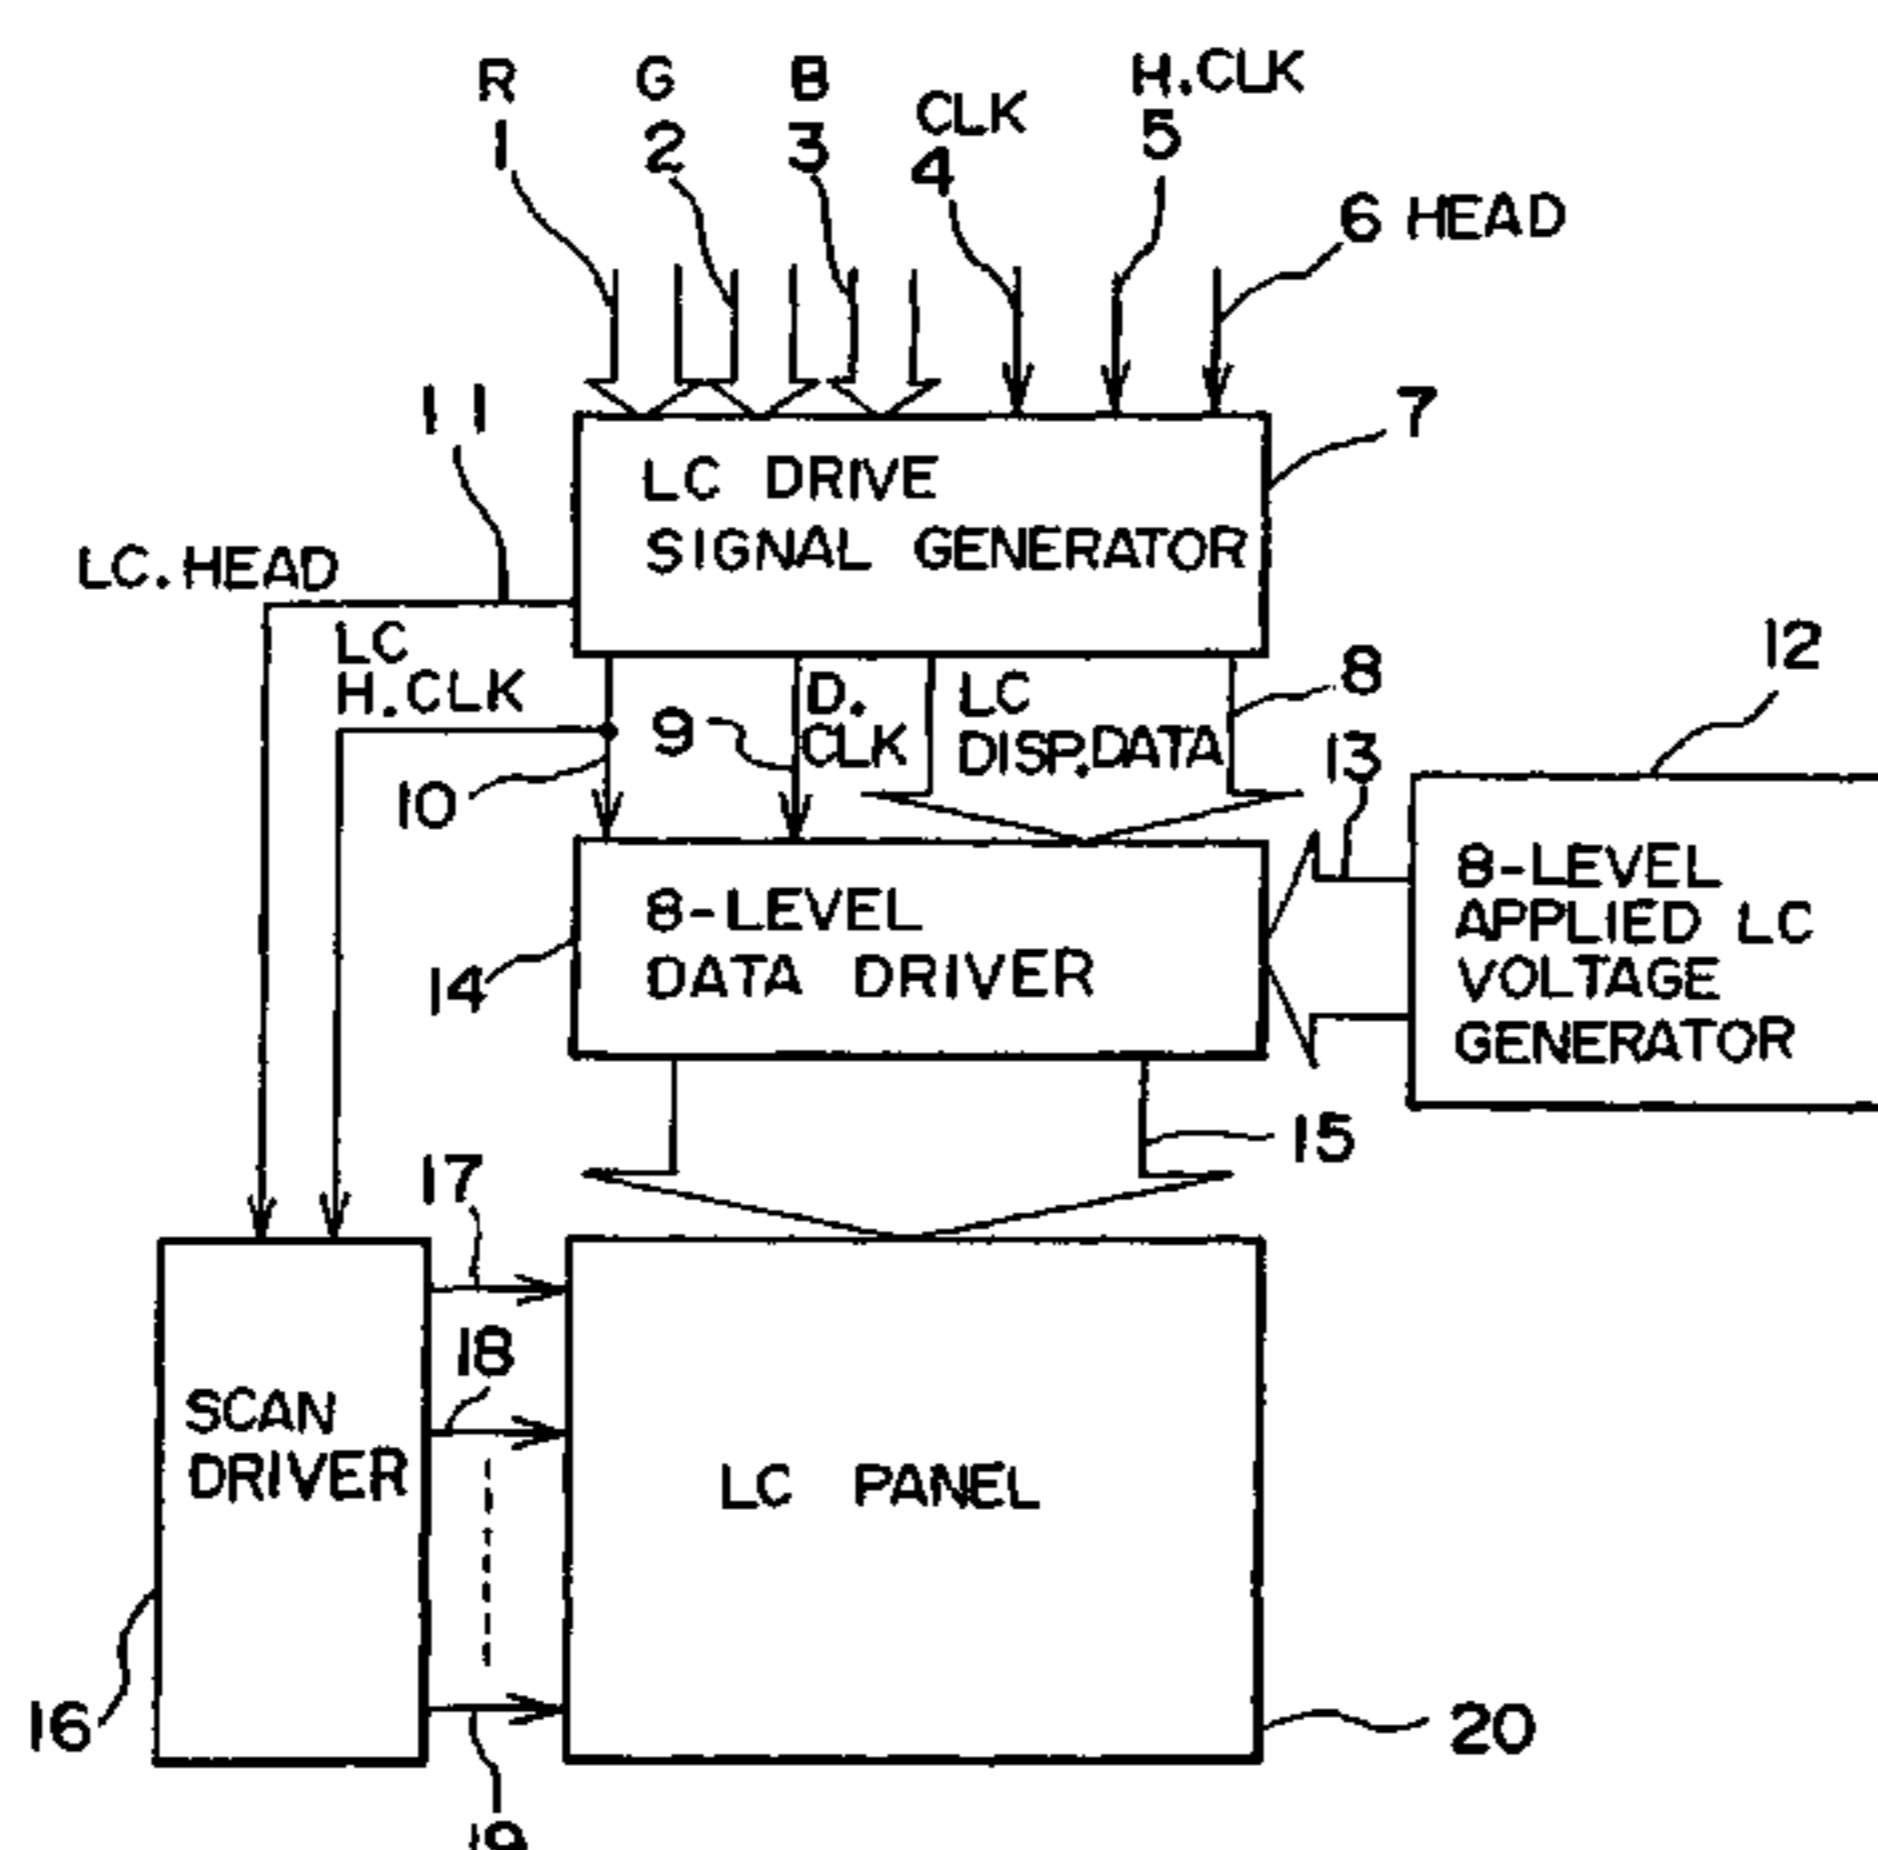 R
G
B
CLK
H.CLK
1
2
3
4
5
6 HEAD
11
7
LC DRIVE
SIGNAL GENERATOR
LC.HEAD
LC
H.CLK
10
9
D.
CLK
LC
DISP.DATA
8
12
13
8-LEVEL
APPLIED LC
VOLTAGE
GENERATOR
14
8-LEVEL
DATA DRIVER
15
17
18
SCAN
DRIVER
LC PANEL
16
19
20